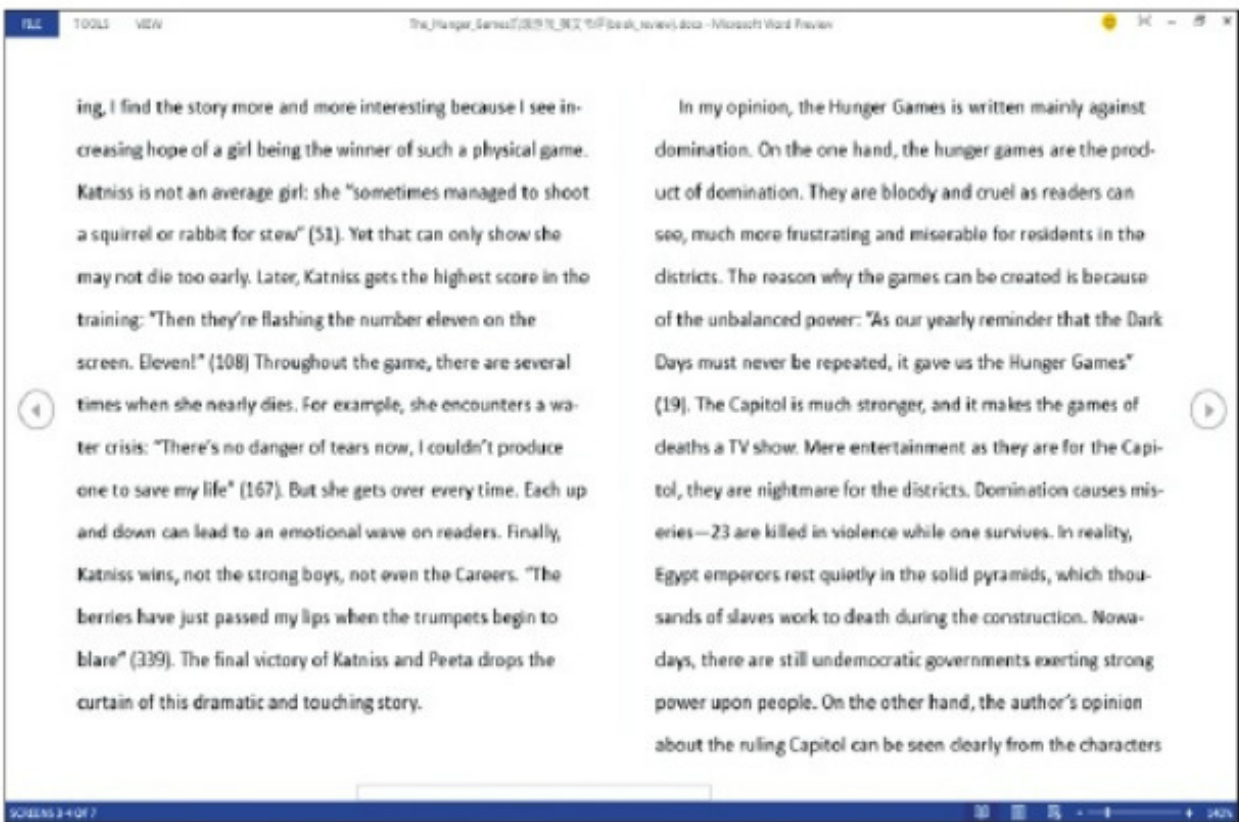 FILE TOOLS VIEW
book_review).docx - Microsoft Word Preview
ing, I find the story more and more interesting because I see in-
creasing hope of a girl being the winner of such a physical game.
Katniss is not an average girl: she "sometimes managed to shoot
a squirrel or rabbit for stew" (51). Yet that can only show she
may not die too early. Later, Katniss gets the highest score in the
training: "Then they're flashing the number eleven on the
screen. Eleven!" (108) Throughout the game, there are several
times when she nearly dies. For example, she encounters a wa-
ter crisis: "There's no danger of tears now, I couldn't produce
one to save my life" (167). But she gets over every time. Each up
and down can lead to an emotional wave on readers. Finally,
Katniss wins, not the strong boys, not even the Careers. "The
berries have just passed my lips when the trumpets begin to
blare" (339). The final victory of Katniss and Peeta drops the
curtain of this dramatic and touching story.
In my opinion, the Hunger Games is written mainly against
domination. On the one hand, the hunger games are the prod-
uct of domination. They are bloody and cruel as readers can
see, much more frustrating and miserable for residents in the
districts. The reason why the games can be created is because
of the unbalanced power: "As our yearly reminder that the Dark
Days must never be repeated, it gave us the Hunger Games"
(19). The Capitol is much stronger, and it makes the games of
deaths a TV show. Mere entertainment as they are for the Capi-
tol, they are nightmare for the districts. Domination causes mis-
eries—23 are killed in violence while one survives. In reality,
Egypt emperors rest quietly in the solid pyramids, which thou-
sands of slaves work to death during the construction. Nowa-
days, there are still undemocratic governments exerting strong
power upon people. On the other hand, the author's opinion
about the ruling Capitol can be seen clearly from the characters
SCREENS 3-4 OF 7